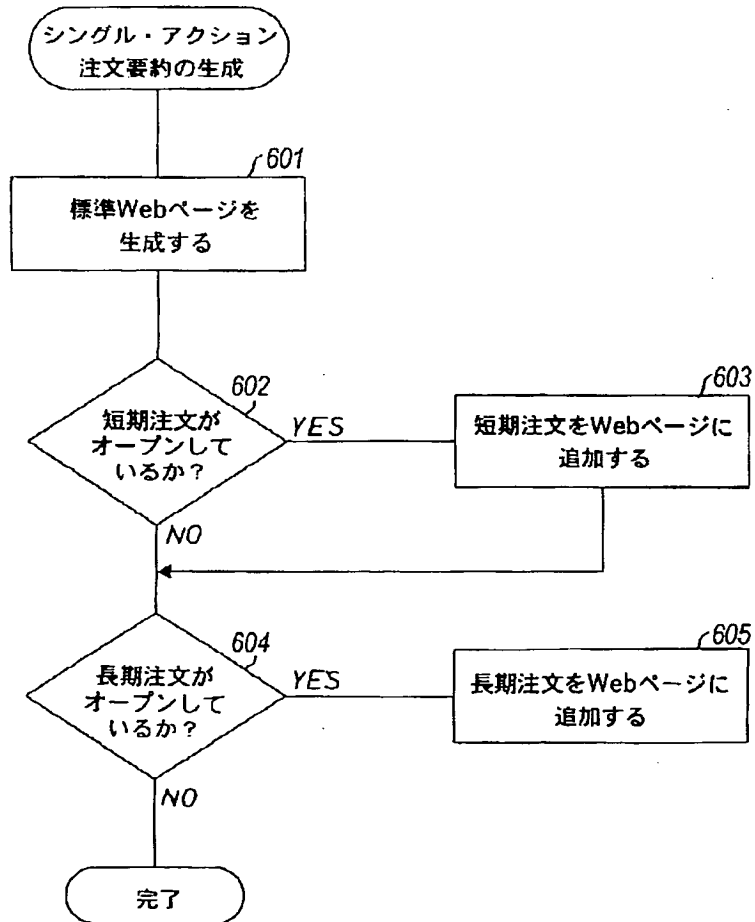 シングル・アクション
注文要約の生成
601
標準Webページを
生成する
602
短期注文が
オープンして
いるか？
YES
603
短期注文をWebページに
追加する
NO
604
長期注文が
オープンして
いるか？
YES
605
長期注文をWebページに
追加する
NO
完了